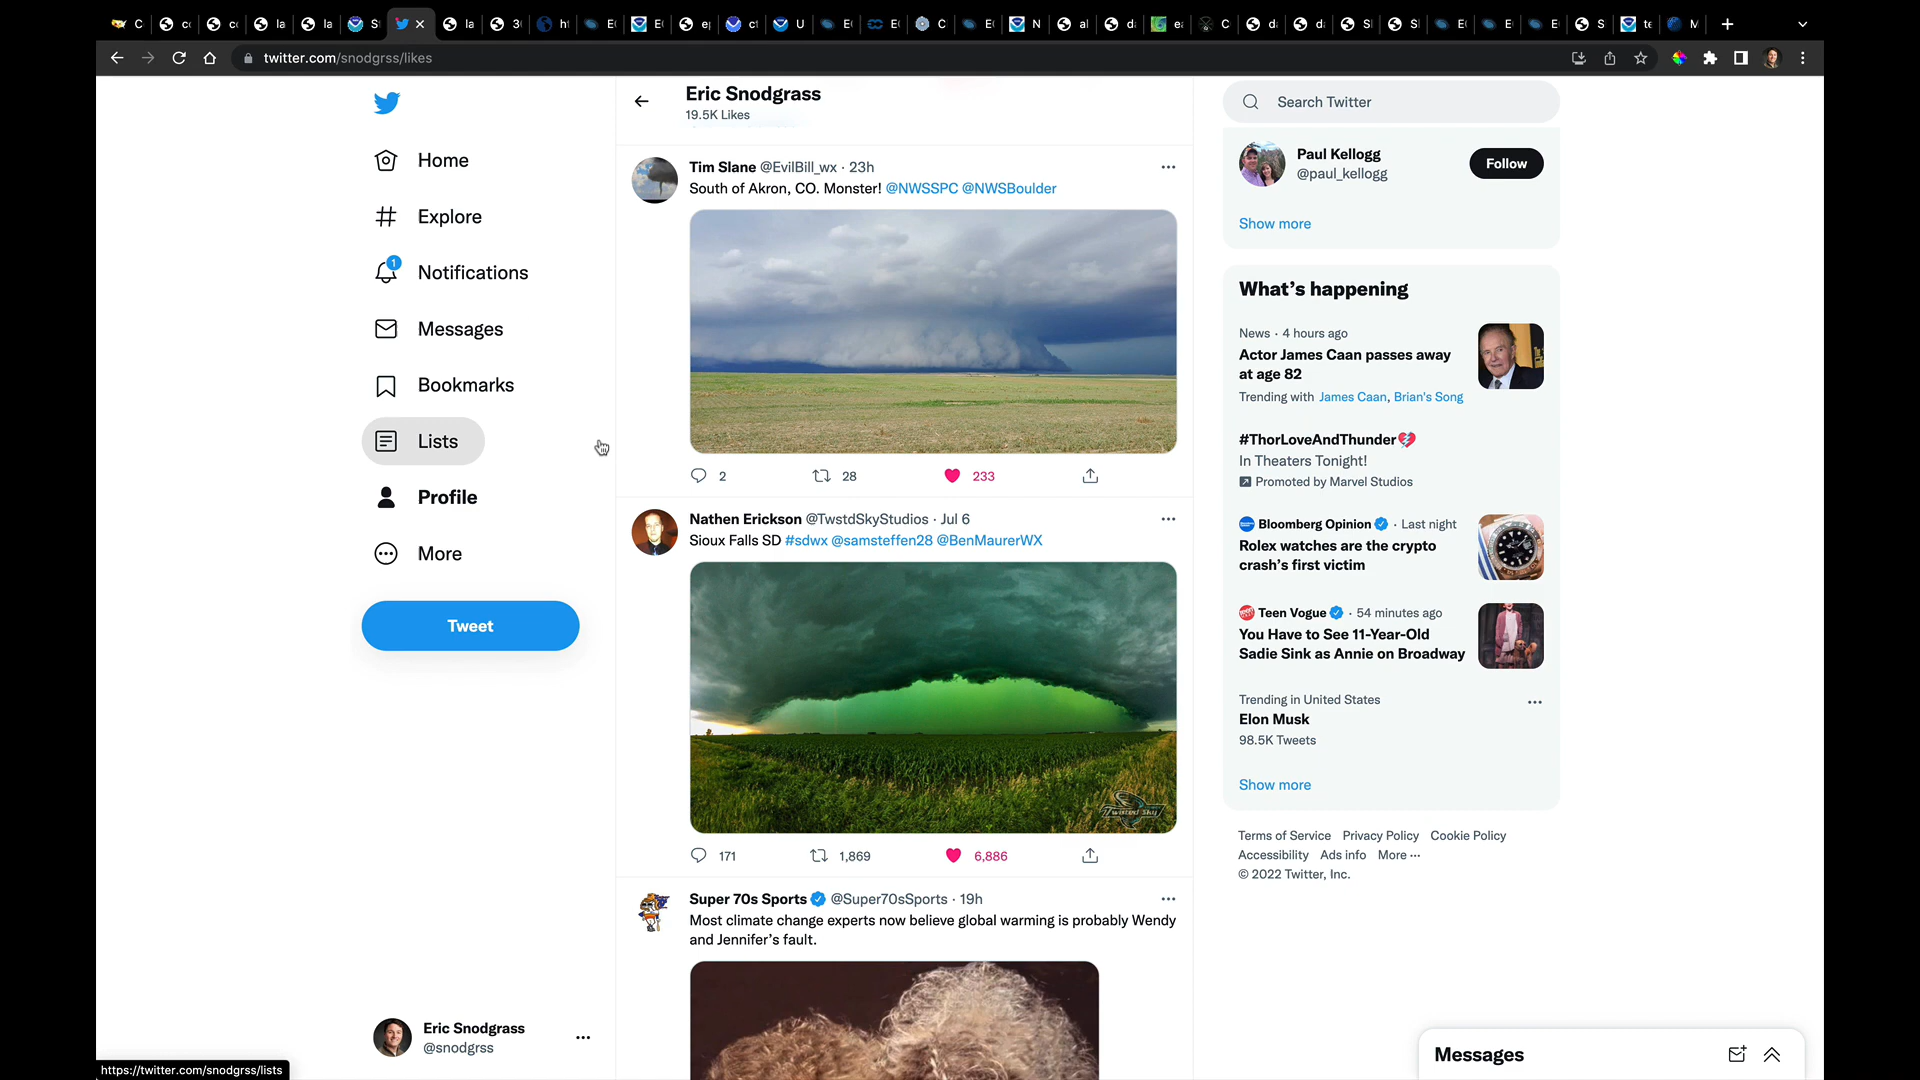 twitter.com/snodgrss/likes
Home
Explore
1
Notifications
Messages
Bookmarks
Lists
Profile
More
Tweet
Eric Snodgrass
@snodgrss
https://twitter.com/snodgrss/lists
Eric Snodgrass
19.5K Likes
Tim Slane @EvilBill_wx · 23h
South of Akron, CO. Monster! @NWSSPC @NWSBoulder
2 28 233
Nathen Erickson @TwstdSkyStudios · Jul 6
Sioux Falls SD #sdwx @samsteffen28 @BenMaurerWX
Twisted Sky
171 1,869 6,886
Super 70s Sports @Super70sSports · 19h
Most climate change experts now believe global warming is probably Wendy
and Jennifer's fault.
Search Twitter
Paul Kellogg
@paul_kellogg
Follow
Show more
What's happening
News · 4 hours ago
Actor James Caan passes away
at age 82
Trending with James Caan, Brian's Song
#ThorLoveAndThunder
In Theaters Tonight!
Promoted by Marvel Studios
Bloomberg Opinion · Last night
Rolex watches are the crypto
crash's first victim
Teen Vogue · 54 minutes ago
You Have to See 11-Year-Old
Sadie Sink as Annie on Broadway
Trending in United States
Elon Musk
98.5K Tweets
Show more
Terms of Service Privacy Policy Cookie Policy
Accessibility Ads info More ···
© 2022 Twitter, Inc.
Messages